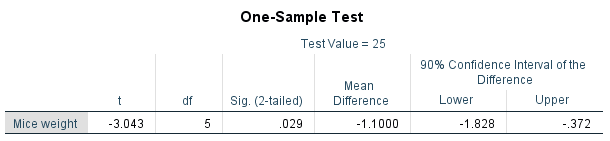 One-Sample Test
Test Value = 25
90% Confidence Interval of the
Difference
t df Sig. (2-tailed) Mean
Difference Lower Upper
Mice weight -3.043 5 .029 -1.1000 -1.828 -.372